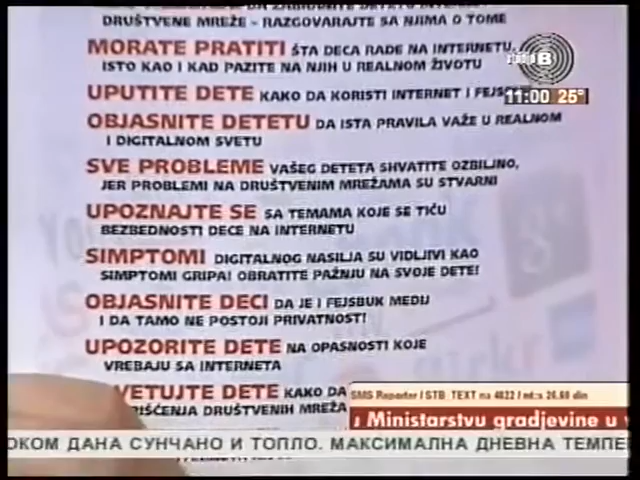 DRUŠTVENE MREŽE - RAZGOVARAJTE SA NJIMA O TOME
MORATE PRATITI ŠTA DECA RADE NA INTERNETU,
ISTO KAO I KAD PAZITE NA NJIH U REALNOM ŽIVOTU
B
UPUTITE DETE KAKO DA KORISTI INTERNET I
11:00 25°
OBJASNITE DETETU DA ISTA PRAVILA VAŽE U REALNOM
I DIGITALNOM SVETU
SVE PROBLEME VAŠEG DETETA SHVATITE OZBILJNO,
JER PROBLEMI NA DRUŠTVENIM MREŽAMA SU STVARNI
UPOZNAJTE SE SA TEMAMA KOJE SE TIČU
BEZBEDNOSTI DECE NA INTERNETU
SIMPTOMI DIGITALNOG NASILJA SU VIDLJIVI KAO
SIMPTOMI GRIPA! OBRATITE PAŽNJU NA SVOJE DETE!
OBJASNITE DECI DA JE I FEJSBUK MEDIJ
I DA TAMO NE POSTOJI PRIVATNOST!
UPOZORITE DETE NA OPASNOSTI KOJE
VREBAJU SA INTERNETA
VETUJTE DETE KAKO DA
IŠĆENJA DRUŠTVENIH MREŽA
SMS Reporter / STB TEXT na 4822
u Ministarstvu gradjevine u
ОКОМ ДАНА СУНЧАНО И ТОПЛО. МАКСИМАЛНА ДНЕВНА ТЕМПЕ